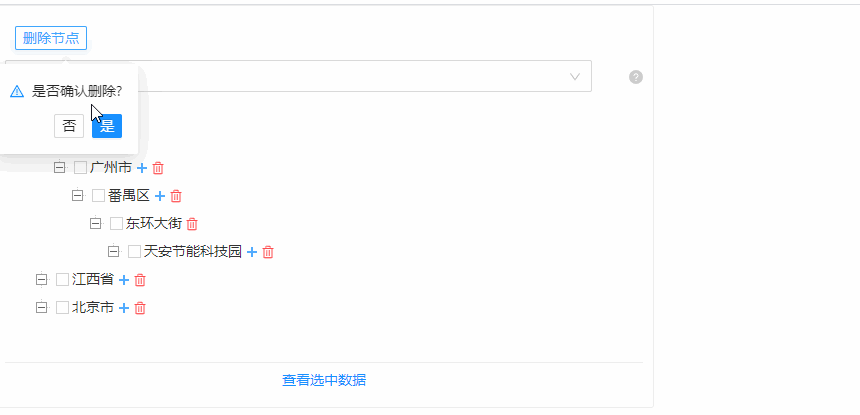 删除节点
是否确认删除?
否 是
广州市
番禺区
东环大街
天安节能科技园
江西省
北京市
查看选中数据